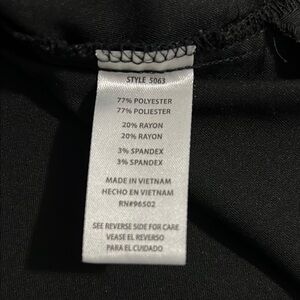 STYLE 5063
77% POLYESTER
77% POLIESTER
20% RAYON
20% RAYON
3% SPANDEX
3% SPANDEX
MADE IN VIETNAM
HECHO EN VIETNAM
RN#96502
SEE REVERSE SIDE FOR CARE
VEASE EL REVERSO
PARA EL CUIDADO